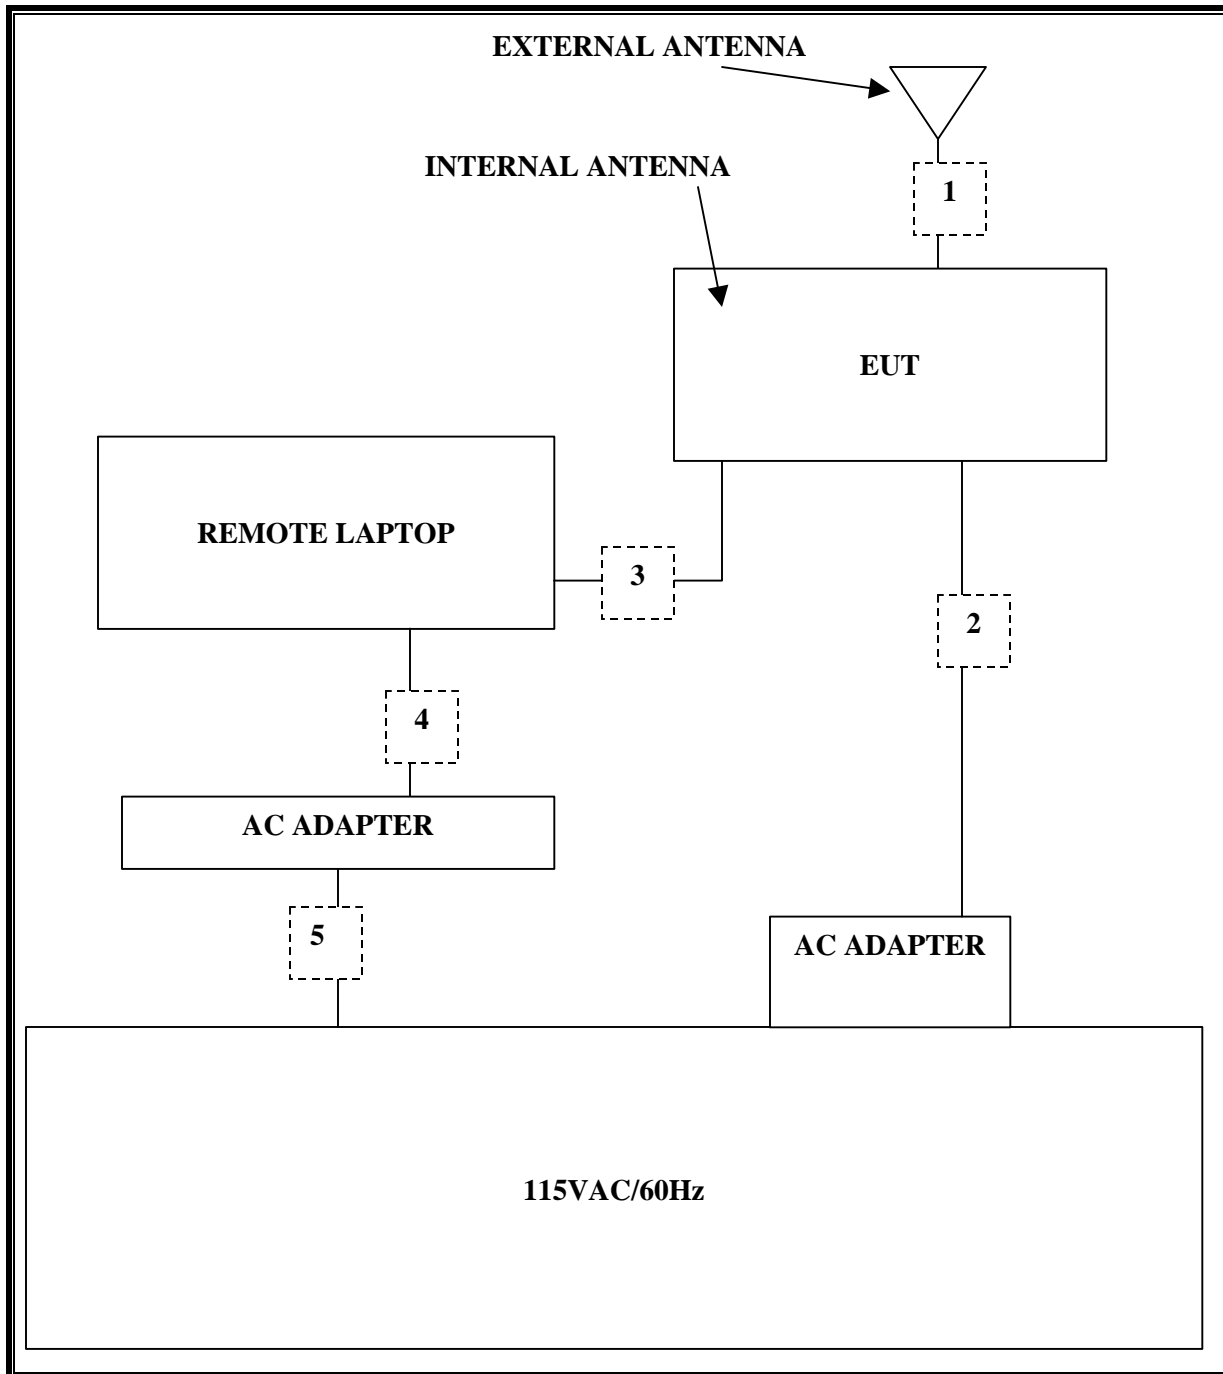 EXTERNAL ANTENNA
INTERNAL ANTENNA
1
EUT
REMOTE LAPTOP
3
2
4
AC ADAPTER
5
AC ADAPTER
115VAC/60Hz